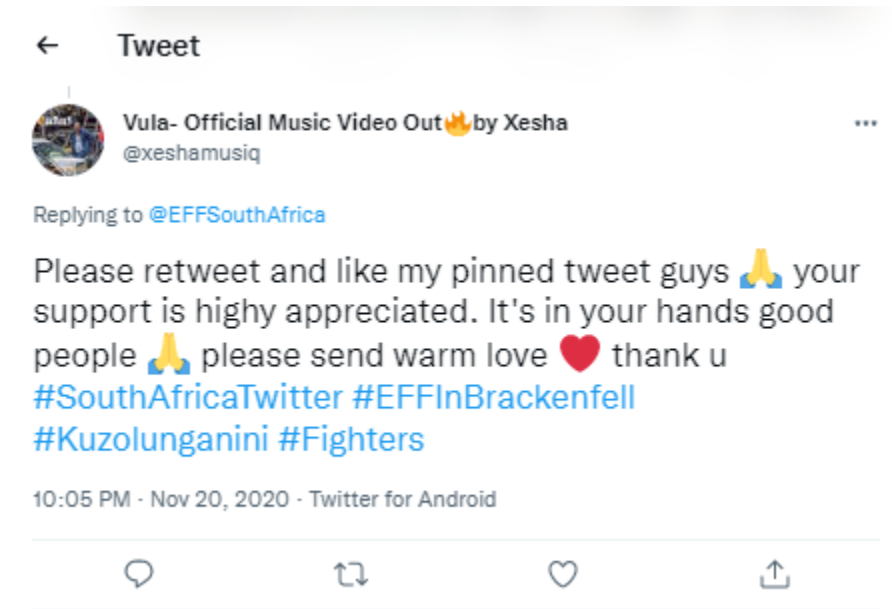 Tweet
Vula- Official Music Video Out🔥by Xesha
@xeshamusiq
Replying to @EFFSouthAfrica
Please retweet and like my pinned tweet guys 🙏 your
support is highy appreciated. It's in your hands good
people 🙏 please send warm love ❤️ thank u
#SouthAfricaTwitter #EFFInBrackenfell
#Kuzolunganini #Fighters
10:05 PM · Nov 20, 2020 · Twitter for Android